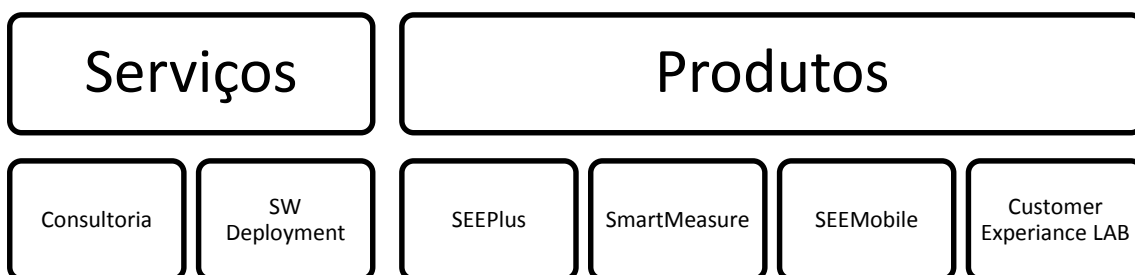 Serviços
Produtos
Consultoria
SW
Deployment
SEEPlus
SmartMeasure
SEEMobile
Customer
Experiance LAB